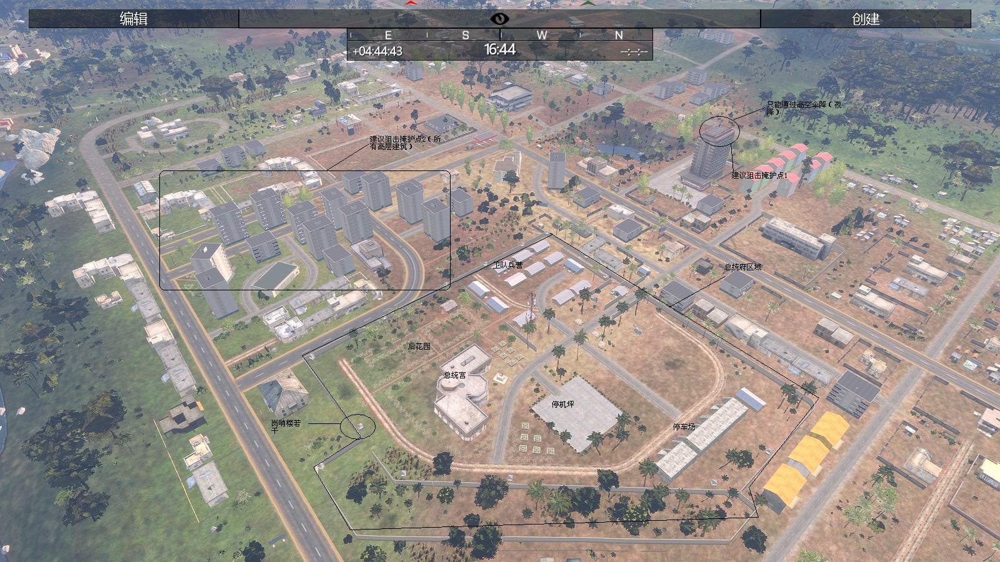 编辑
创建
E S W N
+04:44:43 16:44 --:--:--
只能通过高空伞降（夜
降）
建议狙击掩护点2（所
有高层建筑）
建议狙击掩护点1
卫队兵营
总统府区域
后花园
总统宫
停机坪
岗哨楼若
干
停车场